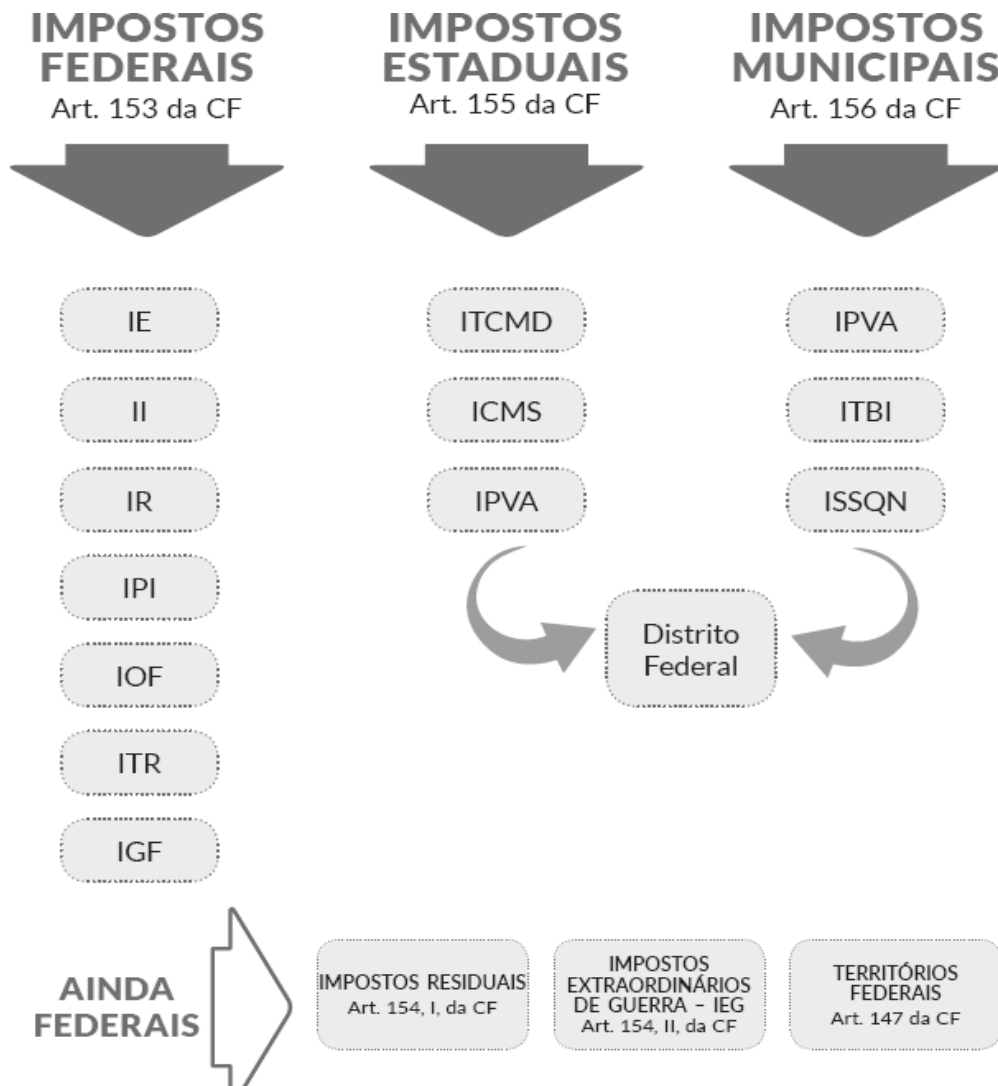 IMPOSTOS
FEDERAIS
Art. 153 da CF
IE
II
IR
IPI
IOF
ITR
IGF
IMPOSTOS
ESTADUAIS
Art. 155 da CF
ITCMD
ICMS
IPVA
IMPOSTOS
MUNICIPAIS
Art. 156 da CF
IPVA
ITBI
ISSQN
Distrito
Federal
AINDA
FEDERAIS
IMPOSTOS RESIDUAIS
Art. 154, I, da CF
IMPOSTOS
EXTRAORDINÁRIOS
DE GUERRA – IEG
Art. 154, II, da CF
TERRITÓRIOS
FEDERAIS
Art. 147 da CF